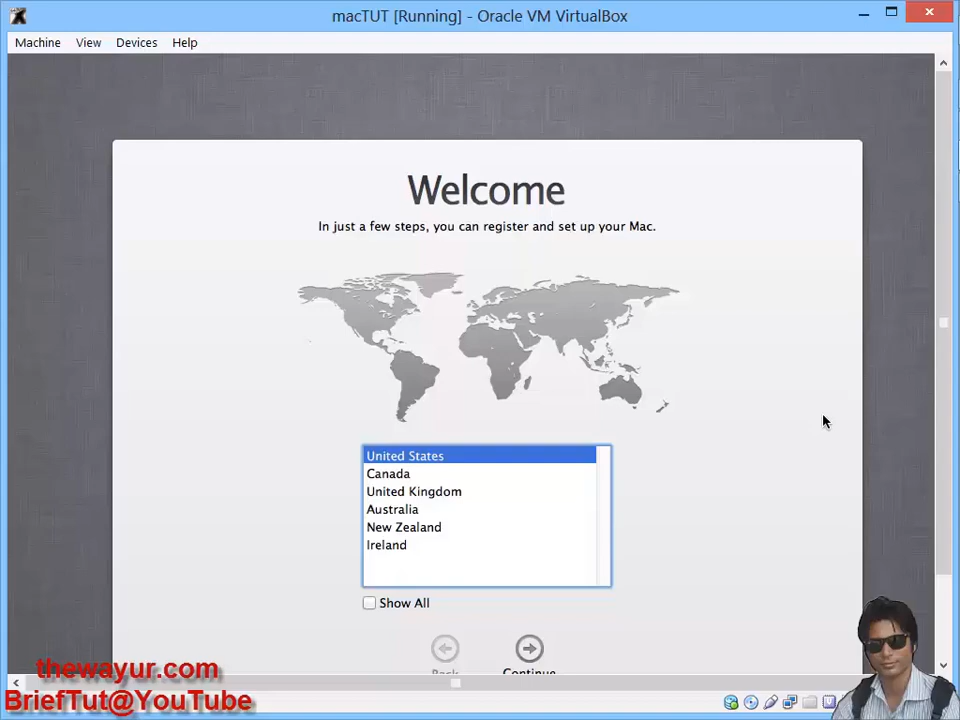 macTUT [Running] - Oracle VM VirtualBox
Machine View Devices Help
Welcome
In just a few steps, you can register and set up your Mac.
United States
Canada
United Kingdom
Australia
New Zealand
Ireland
Show All
Back Continue
thewayur.com
BriefTut@YouTube